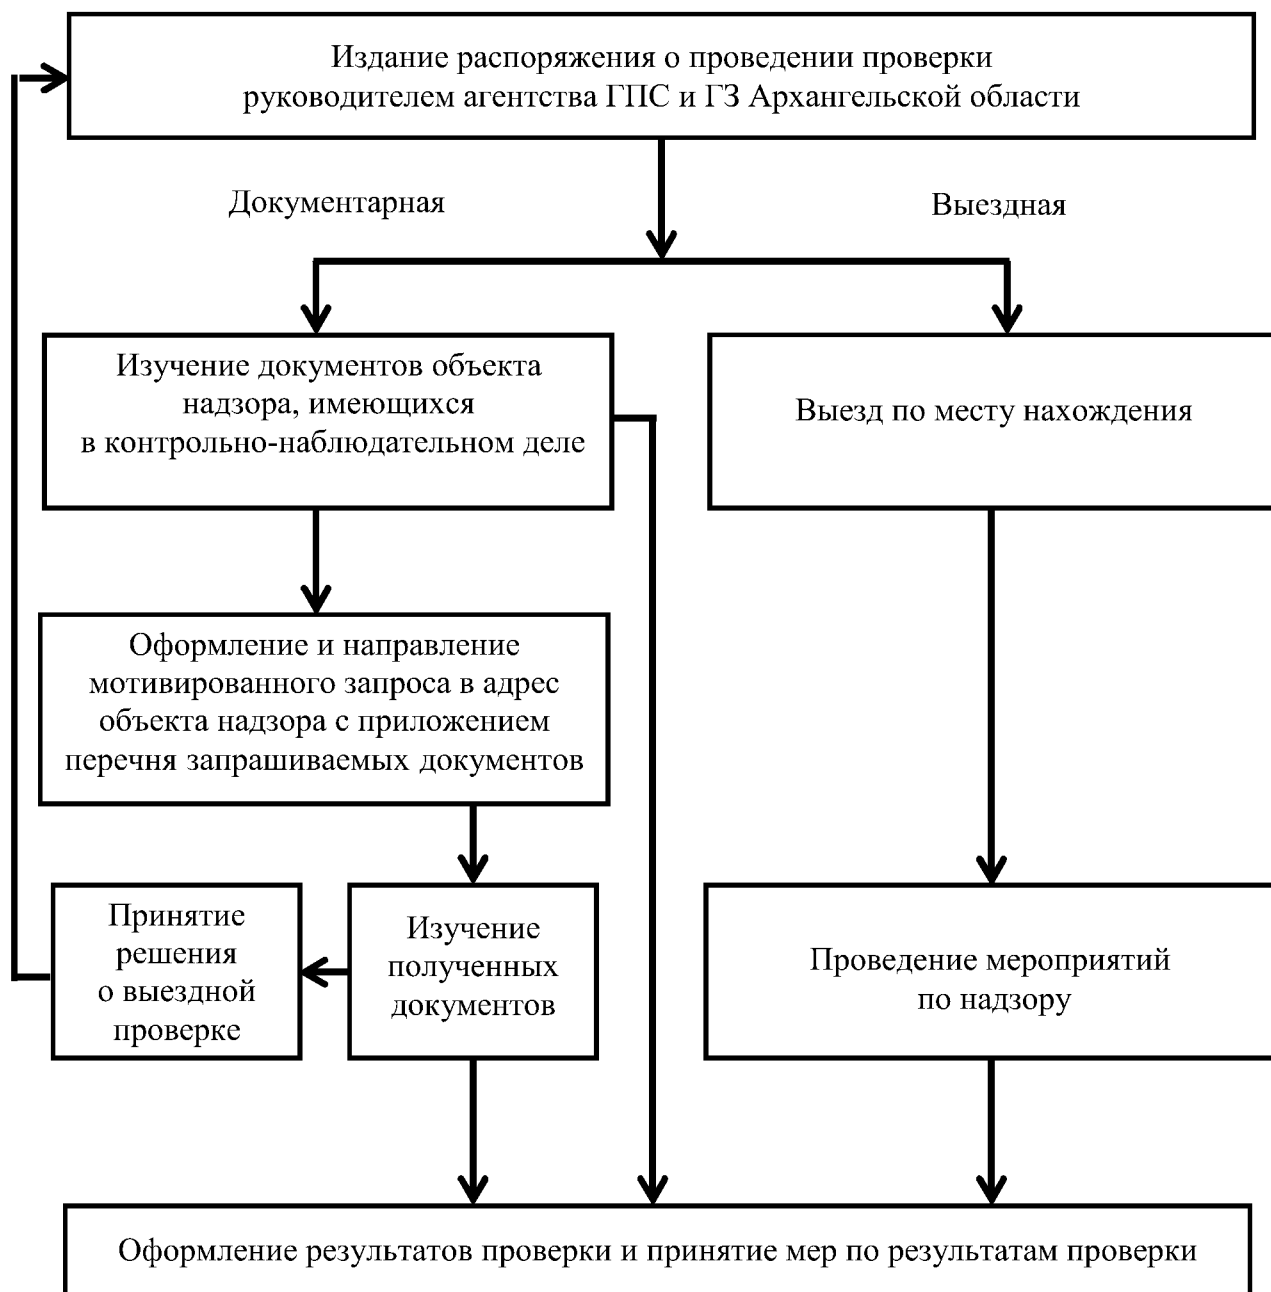 Издание распоряжения о проведении проверки
руководителем агентства ГПС и ГЗ Архангельской области
Документарная
Выездная
Изучение документов объекта
надзора, имеющихся
в контрольно-наблюдательном деле
Выезд по месту нахождения
Оформление и направление
мотивированного запроса в адрес
объекта надзора с приложением
перечня запрашиваемых документов
Принятие
решения
о выездной
проверке
Изучение
полученных
документов
Проведение мероприятий
по надзору
Оформление результатов проверки и принятие мер по результатам проверки